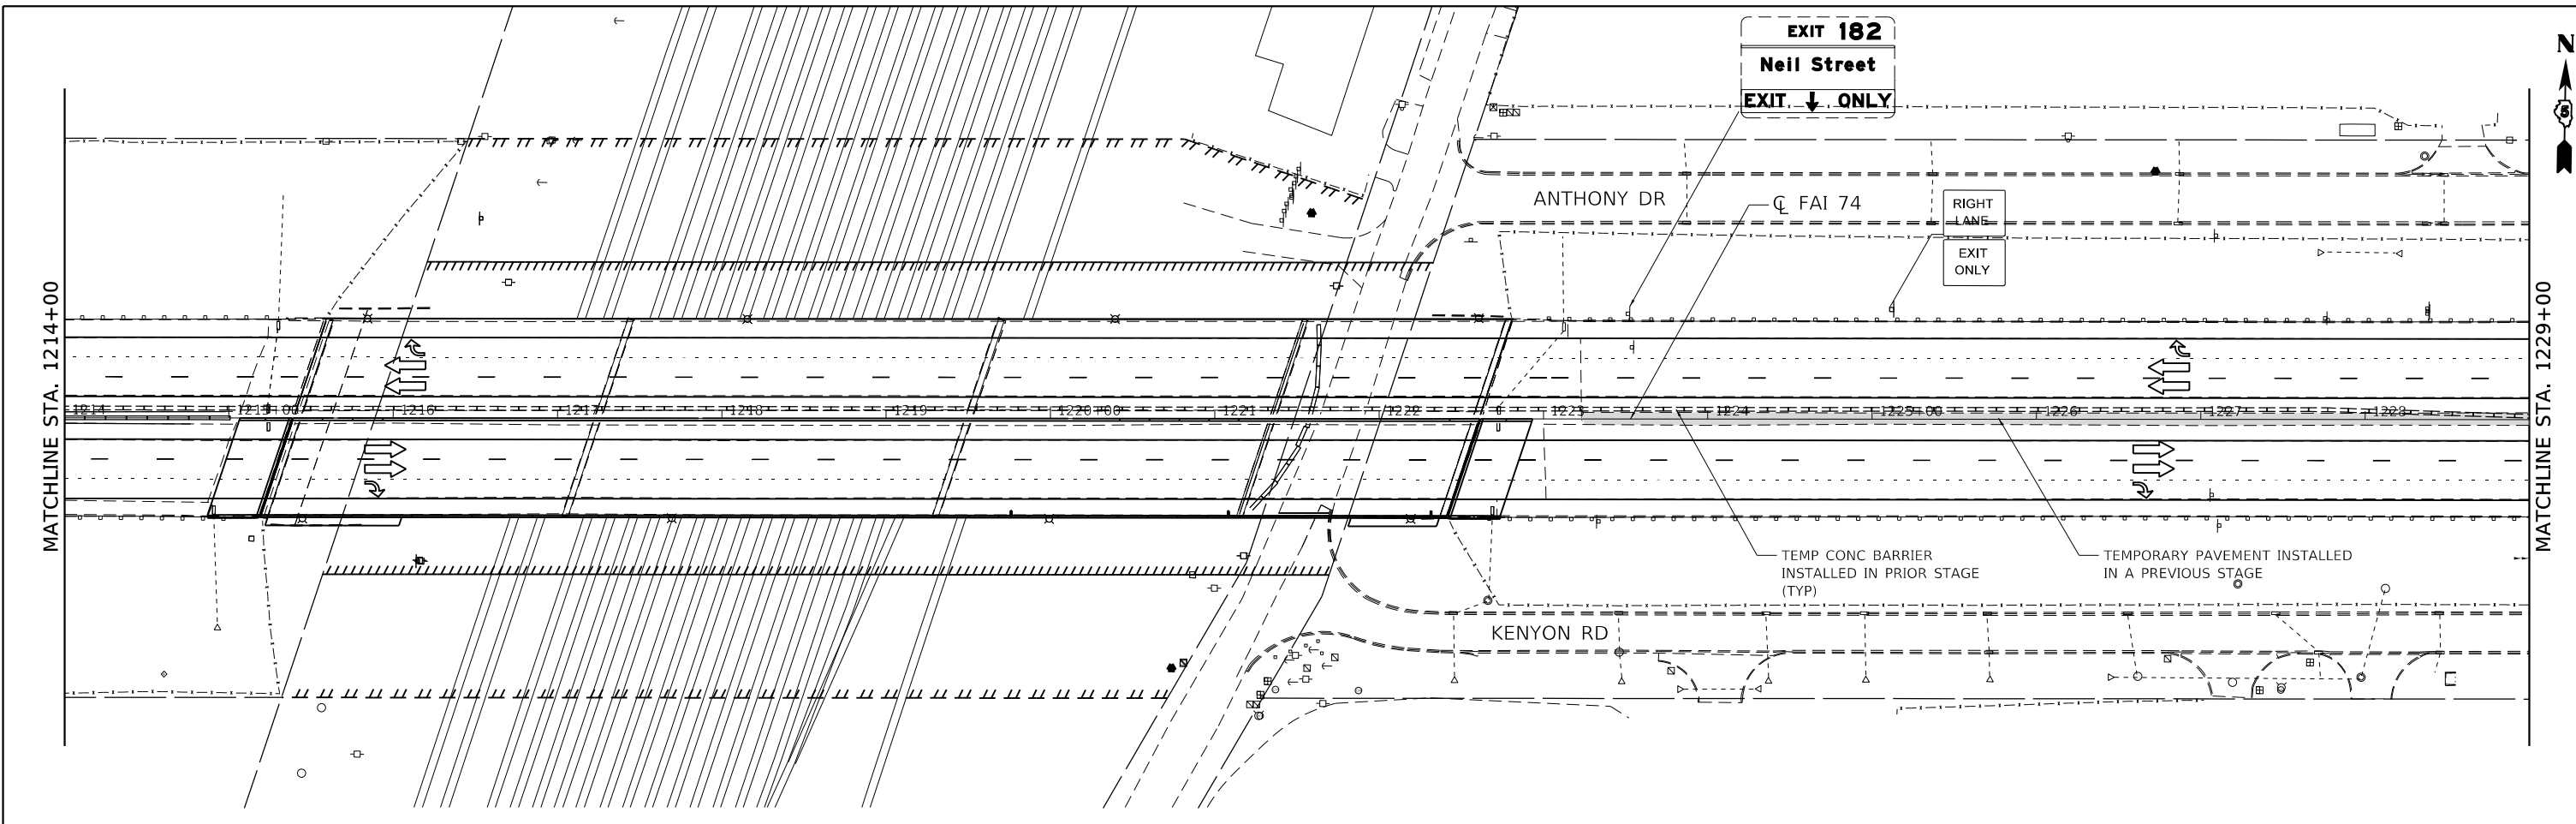 EXIT 182
Neil Street
EXIT ↓ ONLY
N
5
ANTHONY DR
℄ FAI 74
RIGHT
LANE
EXIT
ONLY
MATCHLINE STA. 1214+00
MATCHLINE STA. 1229+00
1214
1215+00
1216
1217
1218
1219
1220+00
1221
1222
1223
1224
1225+00
1226
1227
1228
TEMP CONC BARRIER
INSTALLED IN PRIOR STAGE
(TYP)
TEMPORARY PAVEMENT INSTALLED
IN A PREVIOUS STAGE
KENYON RD